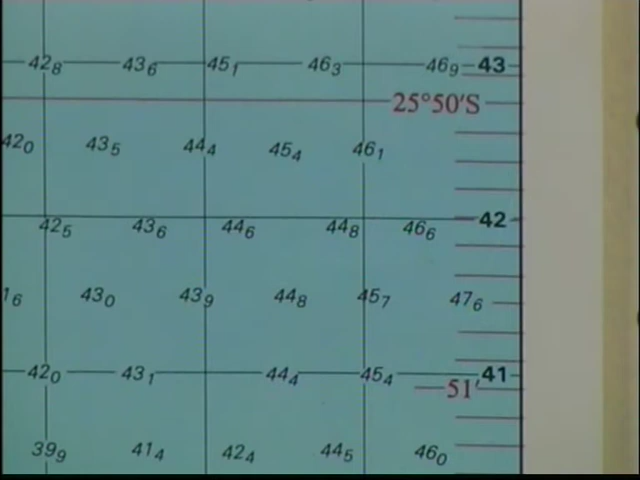 42₈ 43₆ 45₁ 46₃ 46₉ 43
25°50'S
42₀ 43₅ 44₄ 45₄ 46₁
42
42₅ 43₆ 44₆ 44₈ 46₆
43₀ 43₉ 44₈ 45₇ 47₆
42₀ 43₁ 44₄ 45₄ 41
51'
39₉ 41₄ 42₄ 44₅ 46₀